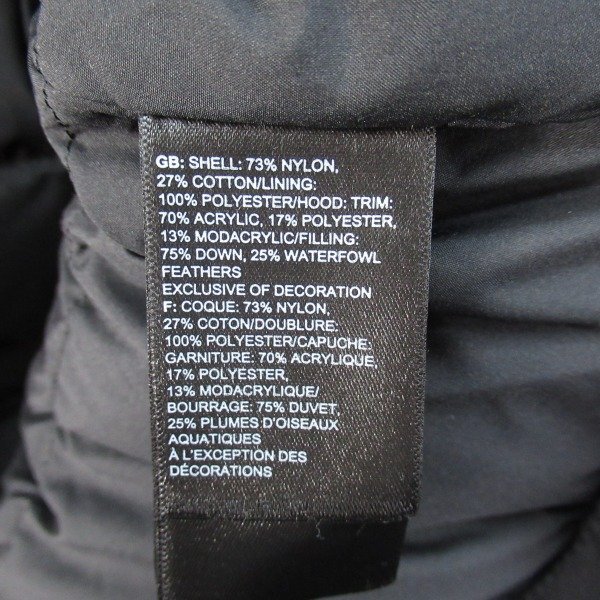 GB: SHELL: 73% NYLON,
27% COTTON/LINING:
100% POLYESTER/HOOD: TRIM:
70% ACRYLIC, 17% POLYESTER,
13% MODACRYLIC/FILLING:
75% DOWN, 25% WATERFOWL
FEATHERS
EXCLUSIVE OF DECORATION
F: COQUE: 73% NYLON,
27% COTON/DOUBLURE:
100% POLYESTER/CAPUCHE:
GARNITURE: 70% ACRYLIQUE,
17% POLYESTER,
13% MODACRYLIQUE/
BOURRAGE: 75% DUVET,
25% PLUMES D'OISEAUX
AQUATIQUES
À L'EXCEPTION DES
DÉCORATIONS